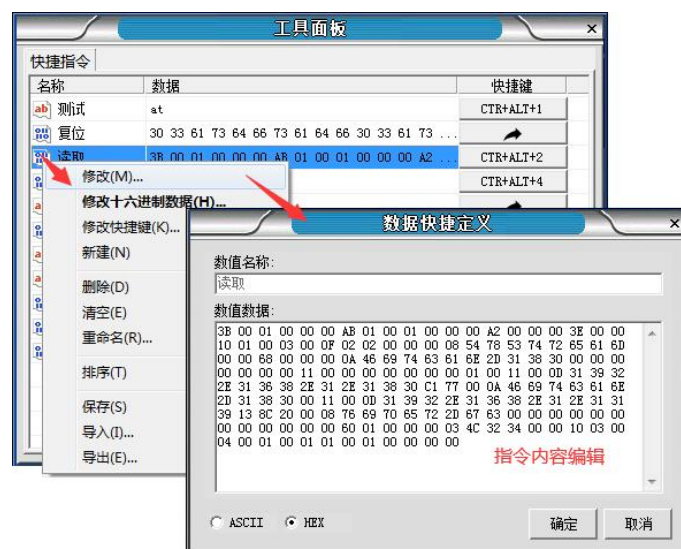 工具面板
快捷指令
名称 数据 快捷键
测试 at CTR+ALT+1
复位 30 33 61 73 64 66 73 61 64 66 30 33 61 73 ...
读取 3B 00 01 00 00 00 AB 01 00 01 00 00 00 A2 ... CTR+ALT+2
CTR+ALT+4
修改(M)...
修改十六进制数据(H)...
修改快捷键(K)...
新建(N)
删除(D)
清空(E)
重命名(R)...
排序(T)
保存(S)
导入(I)...
导出(E)...
数据快捷定义
数值名称:
读取
数值数据:
3B 00 01 00 00 00 AB 01 00 01 00 00 00 A2 00 00 00 3E 00 00
10 01 00 03 00 0F 02 02 00 00 00 08 54 78 53 74 72 65 61 6D
00 00 68 00 00 00 0A 46 69 74 63 61 6E 2D 31 38 30 00 00 00
00 00 00 00 11 00 00 00 00 00 00 00 01 00 11 00 0D 31 39 32
2E 31 36 38 2E 31 2E 31 38 30 C1 77 00 0A 46 69 74 63 61 6E
2D 31 38 30 00 11 00 0D 31 39 32 2E 31 36 38 2E 31 2E 31 31
39 13 8C 20 00 08 76 69 70 65 72 2D 67 63 00 00 00 00 00 00
00 00 00 00 00 60 01 00 00 00 03 4C 32 34 00 00 10 03 00
04 00 01 00 01 01 00 01 00 00 00 00
指令内容编辑
ASCII HEX 确定 取消